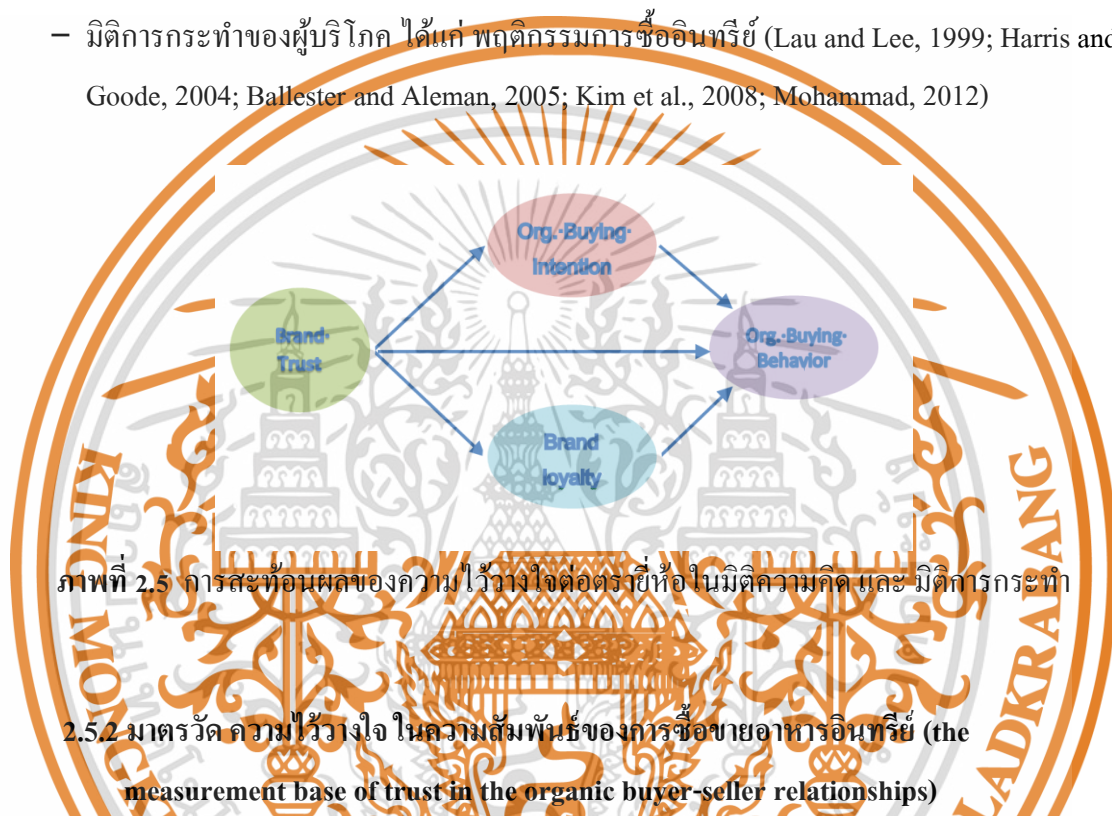 – มิติการกระทำของผู้บริโภค ได้แก่ พฤติกรรมการซื้ออินทรีย์ (Lau and Lee, 1999; Harris and
Goode, 2004; Ballester and Aleman, 2005; Kim et al., 2008; Mohammad, 2012)
Org.·Buying·
Intention
Brand·
Trust
Org.·Buying·
Behavior
Brand
loyalty
ภาพที่ 2.5 การสะท้อนผลของความไว้วางใจต่อตรายี่ห้อในมิติความคิด และ มิติการกระทำ
2.5.2 มาตรวัด ความไว้วางใจ ในความสัมพันธ์ของการซื้อขายอาหารอินทรีย์ (the
measurement base of trust in the organic buyer-seller relationships)
KING MONG
LADKRABANG